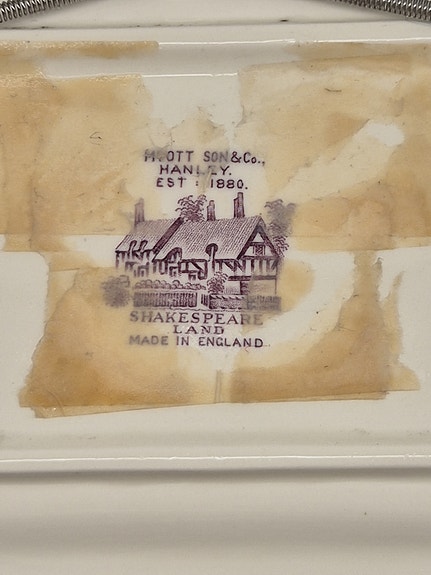 MYOTT SON & Co.,
HANLEY.
EST: 1880.
SHAKESPEARE
LAND
MADE IN ENGLAND